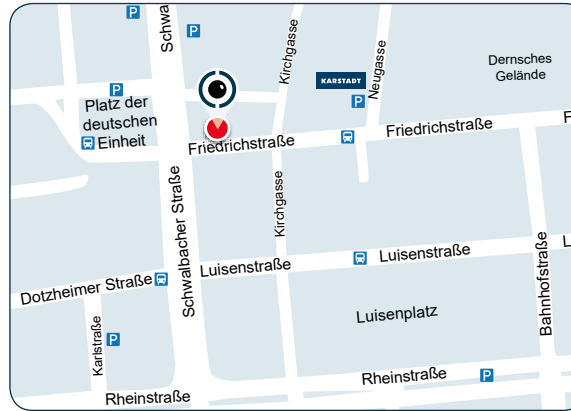 P
Schwa
P
Kirchgasse
Neugasse
Dernsches
Gelände
KARSTADT
P
P
Platz der
deutschen
Einheit
Friedrichstraße
Friedrichstraße
F
Kirchgasse
Schwalbacher Straße
Luisenstraße
Luisenstraße
L
Dotzheimer Straße
Bahnhofstraße
Luisenplatz
Karlstraße
P
Rheinstraße
P
Rheinstraße